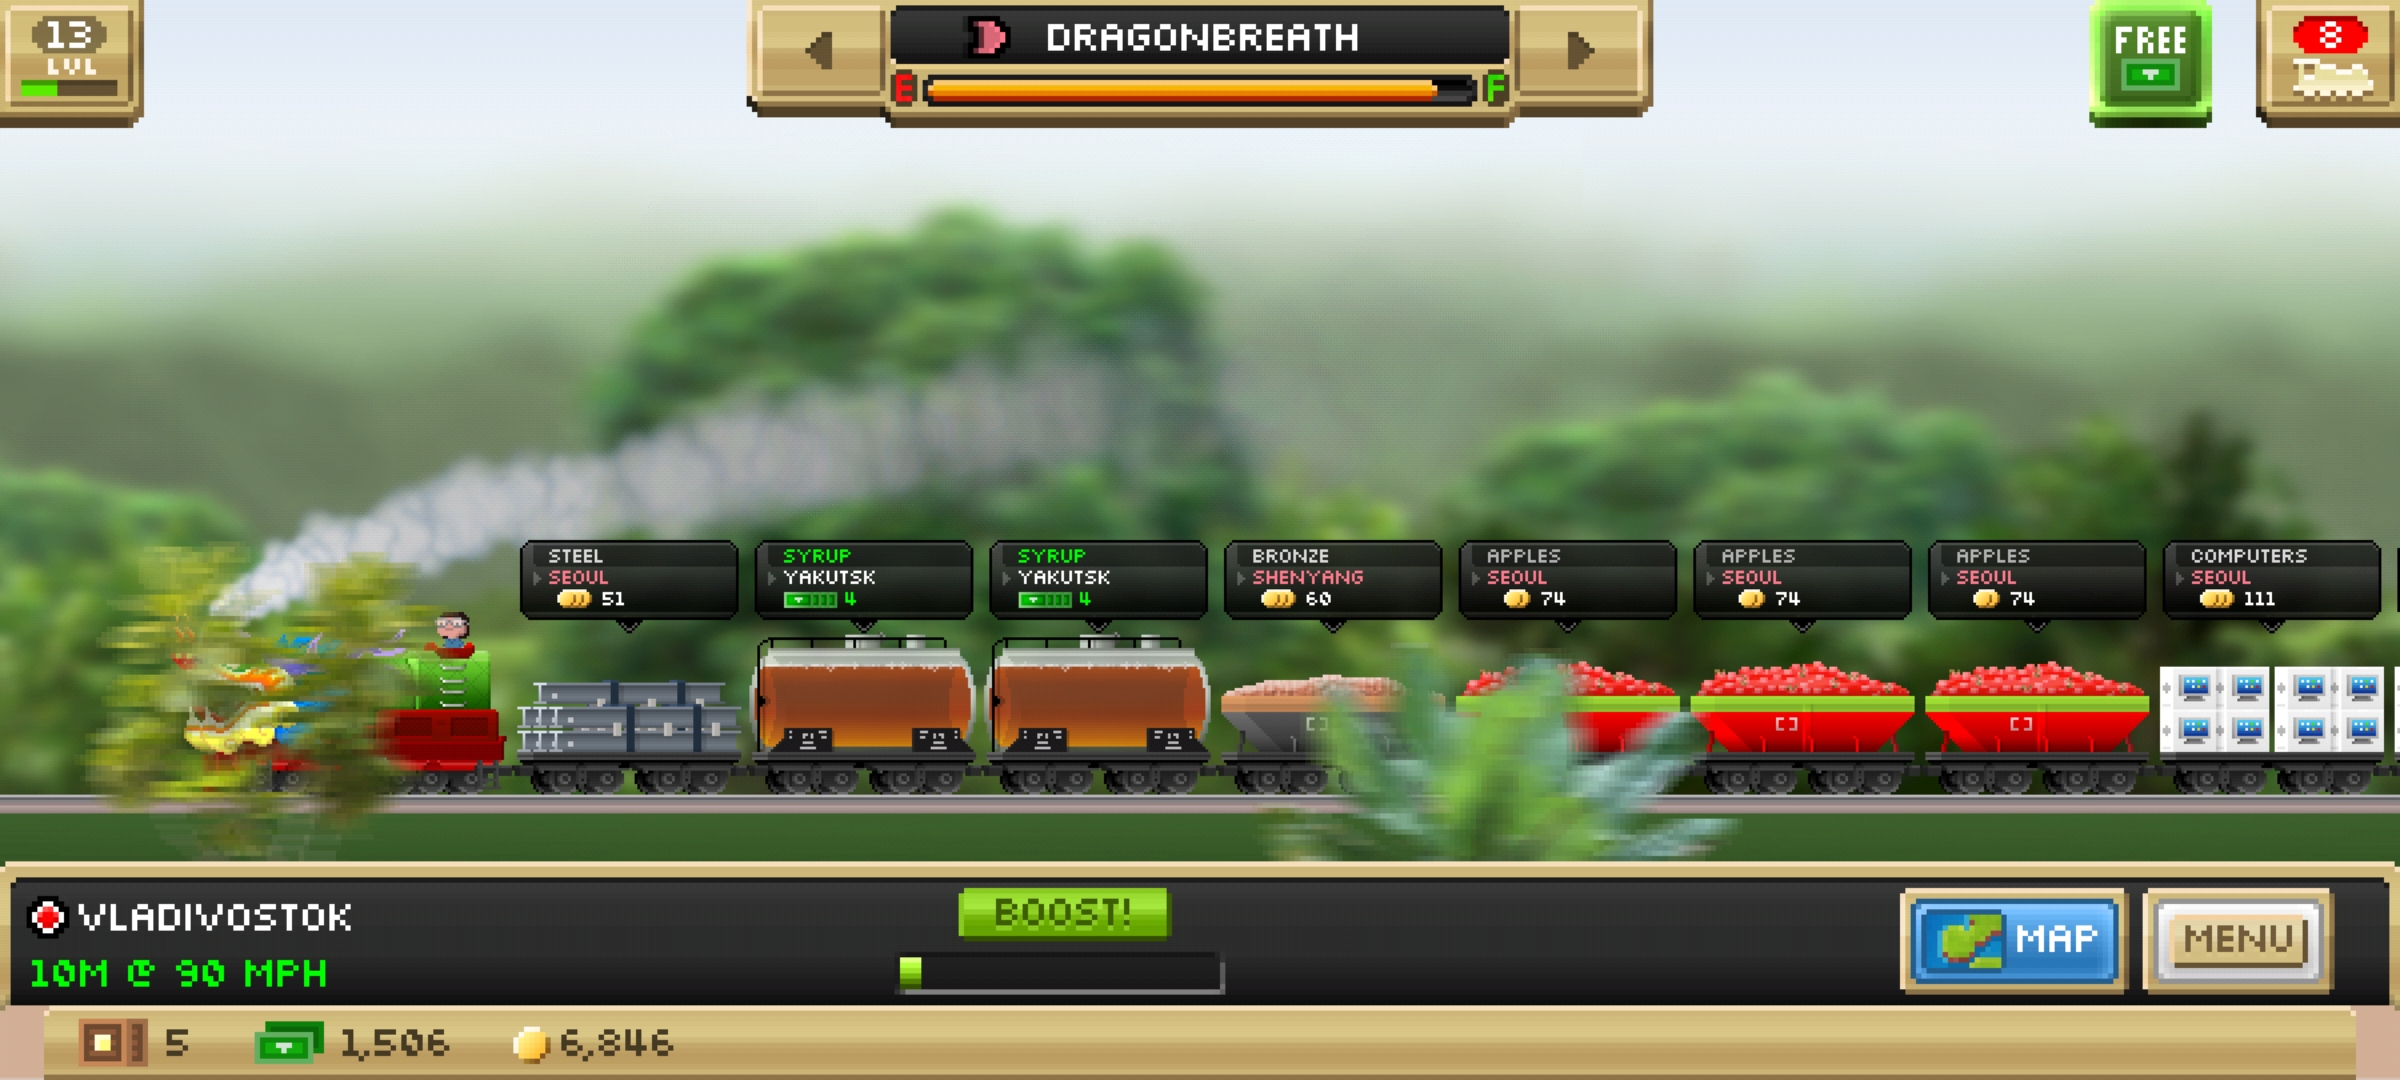 13
LVL
DRAGONBREATH
E
F
FREE
8
STEEL
SEOUL
51
SYRUP
YAKUTSK
4
SYRUP
YAKUTSK
4
BRONZE
SHENYANG
60
APPLES
SEOUL
74
APPLES
SEOUL
74
APPLES
SEOUL
74
COMPUTERS
SEOUL
111
VLADIVOSTOK
10M @ 90 MPH
BOOST!
MAP
MENU
5
1,506
6,846